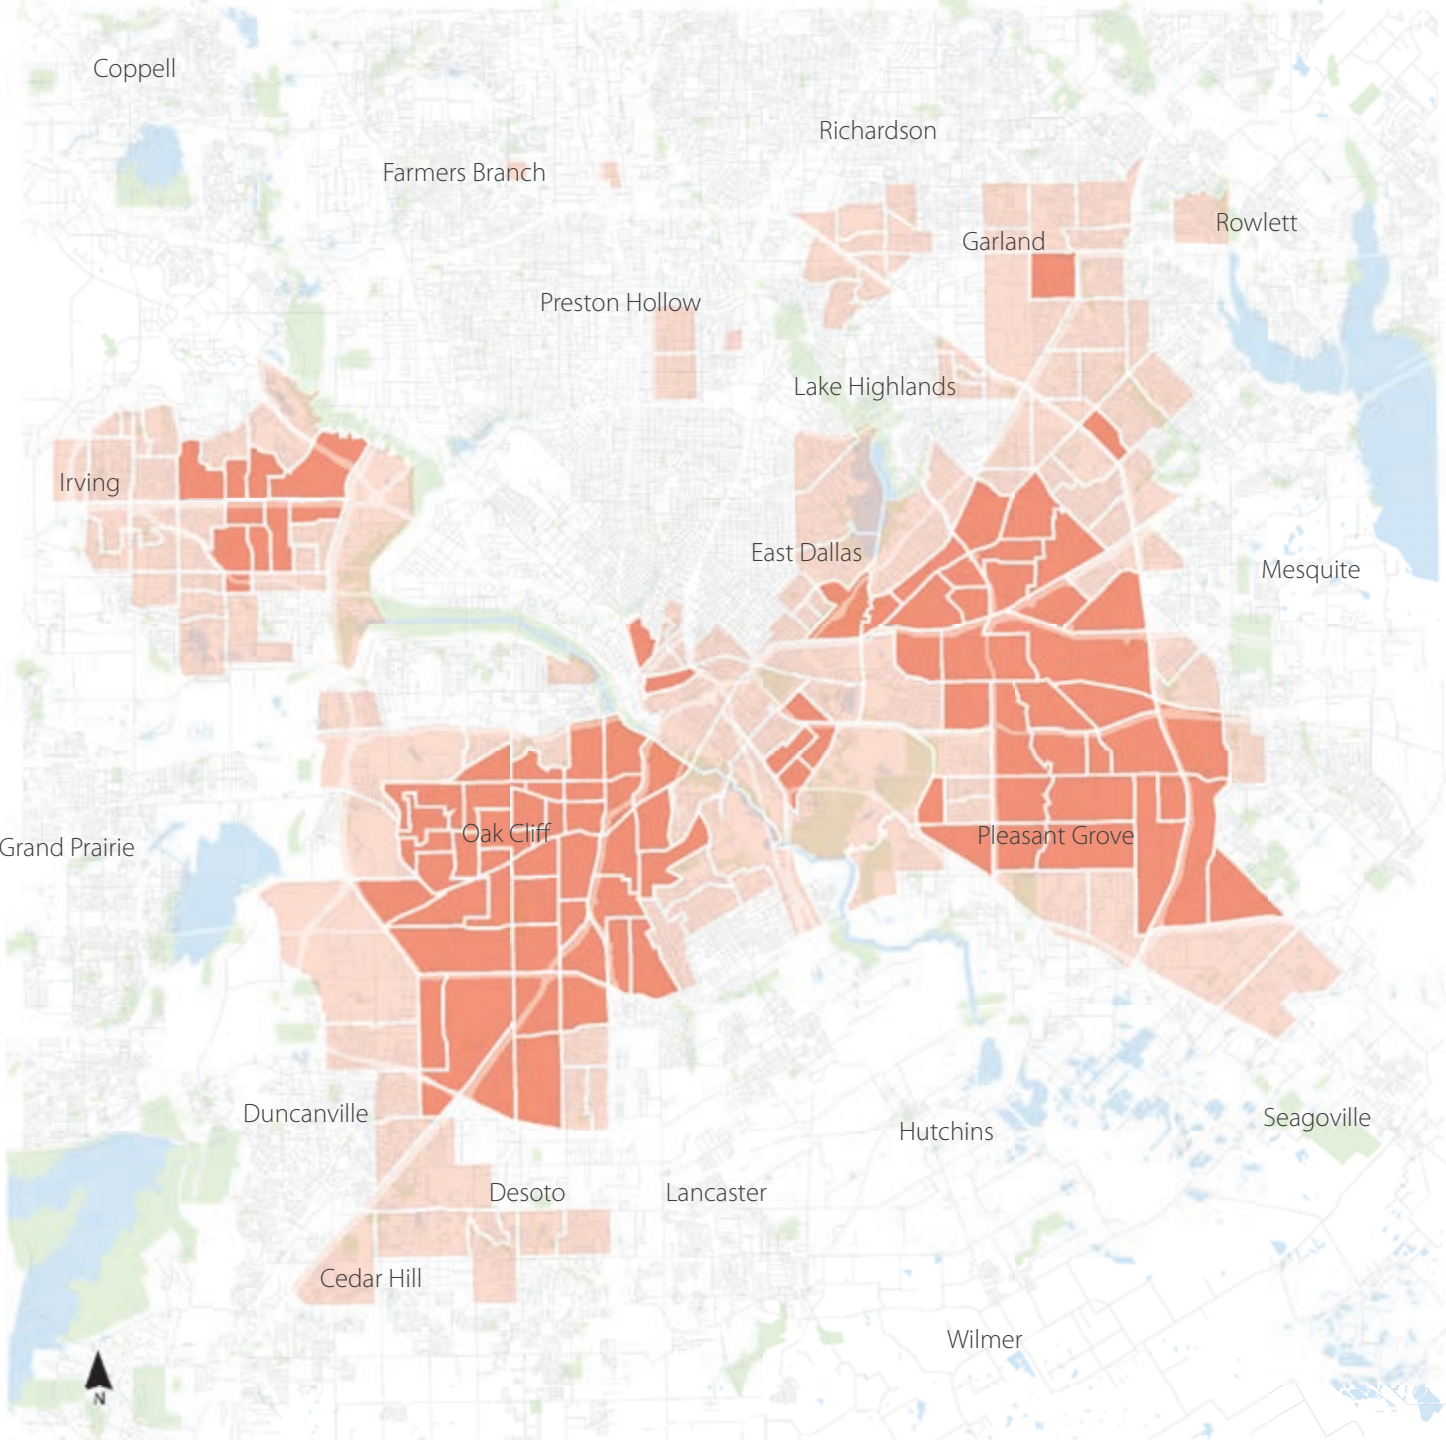 Coppell
Richardson
Farmers Branch
Rowlett
Garland
Preston Hollow
Lake Highlands
Irving
East Dallas
Mesquite
Oak Cliff
Pleasant Grove
Grand Prairie
Duncanville
Seagoville
Hutchins
Desoto
Lancaster
Cedar Hill
Wilmer
N